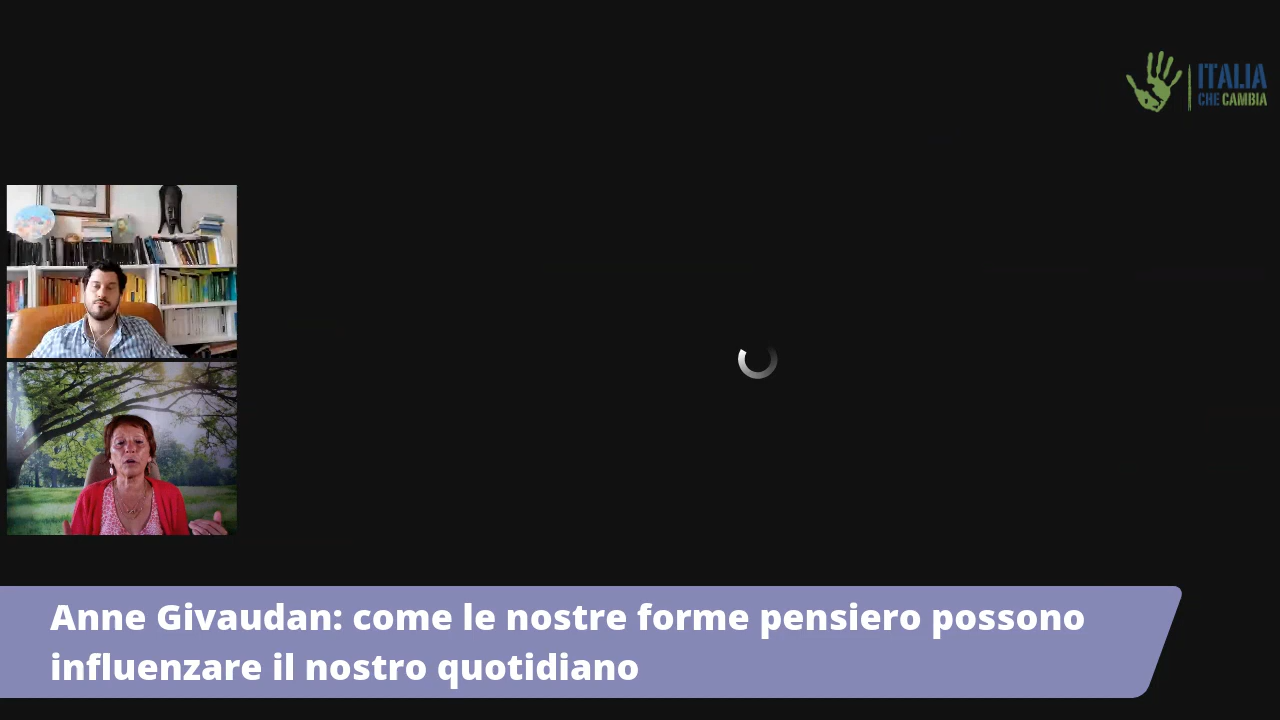 ITALIA
CHE CAMBIA
Anne Givaudan: come le nostre forme pensiero possono
influenzare il nostro quotidiano